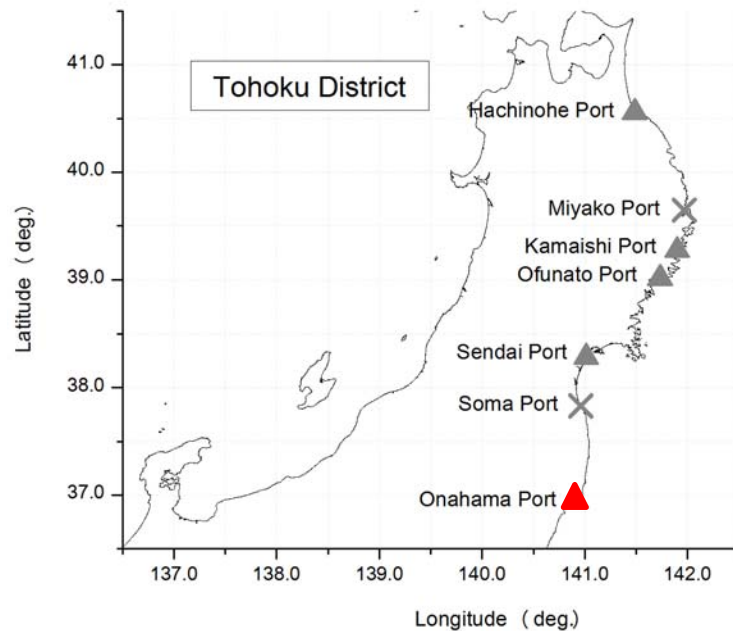 Tohoku District
Hachinohe Port
Miyako Port
Kamaishi Port
Ofunato Port
Sendai Port
Soma Port
Onahama Port
Latitude （deg.）
41.0
40.0
39.0
38.0
37.0
137.0 138.0 139.0 140.0 141.0 142.0
Longitude （deg.）